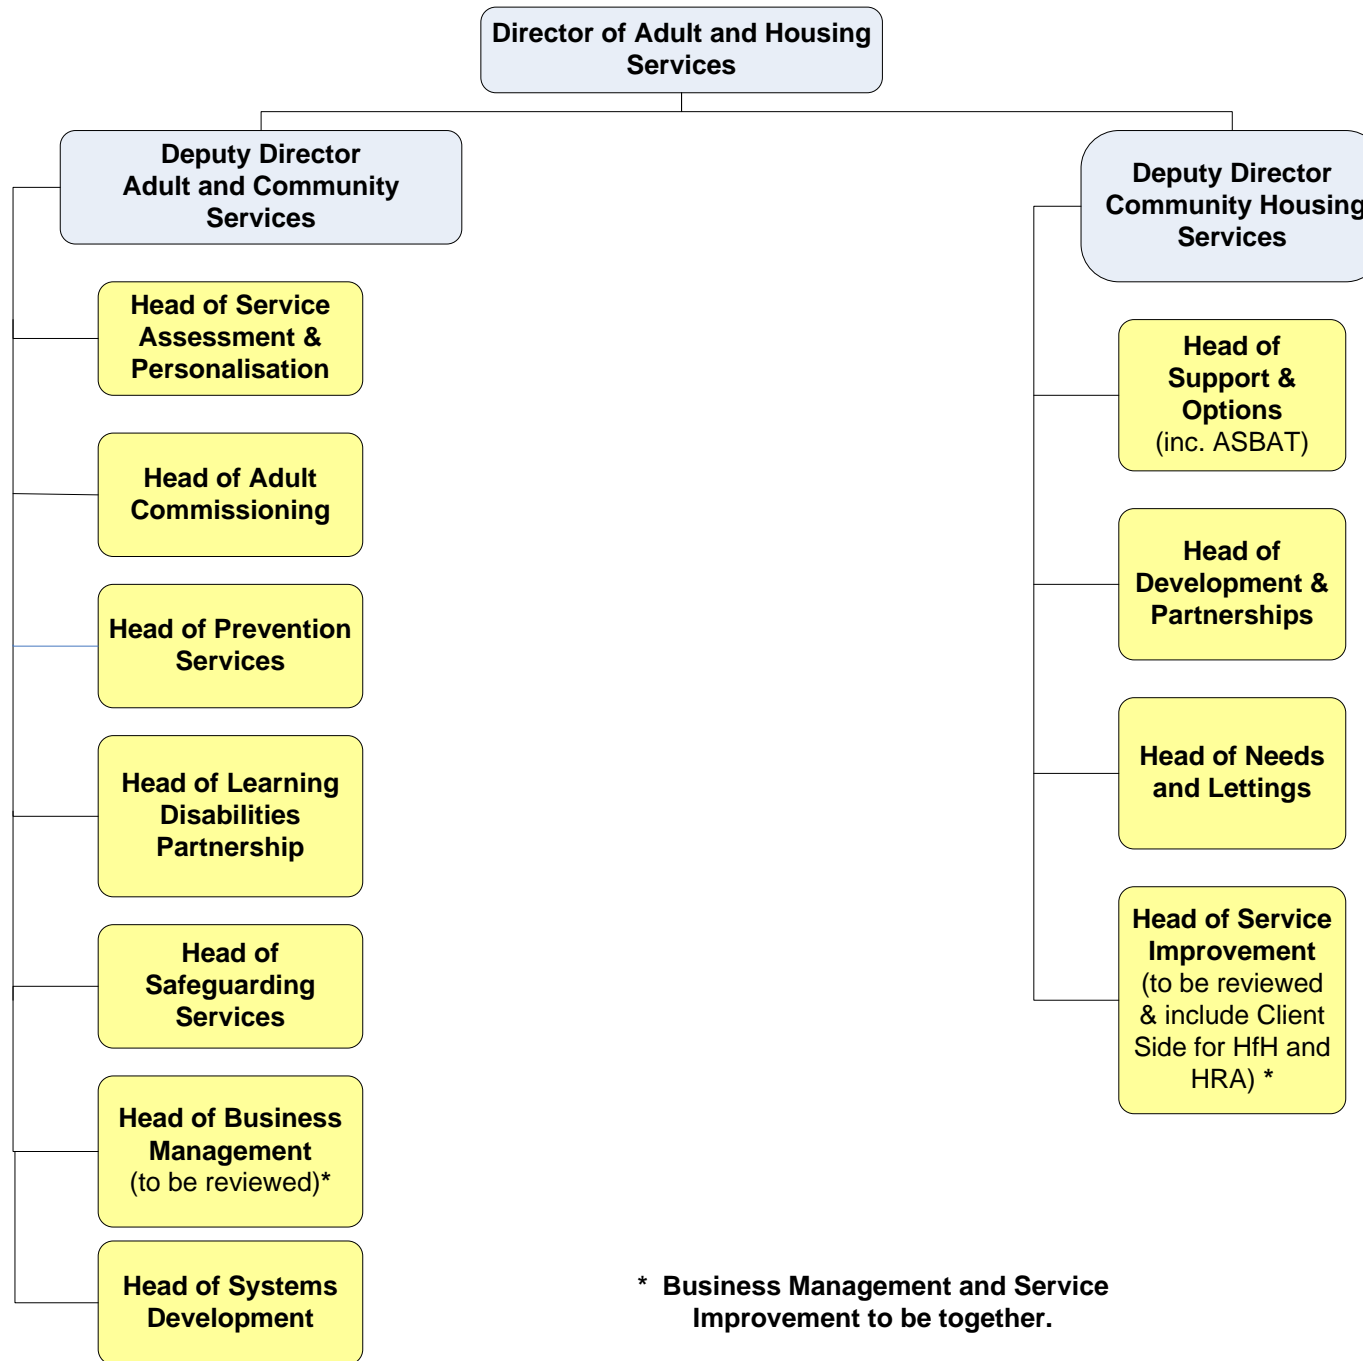 Director of Adult and Housing
Services
Deputy Director
Adult and Community
Services
Deputy Director
Community Housing
Services
Head of Service
Assessment &
Personalisation
Head of Adult
Commissioning
Head of Prevention
Services
Head of Learning
Disabilities
Partnership
Head of
Safeguarding
Services
Head of Business
Management
(to be reviewed)*
Head of Systems
Development
Head of
Support &
Options
(inc. ASBAT)
Head of
Development &
Partnerships
Head of Needs
and Lettings
Head of Service
Improvement
(to be reviewed
& include Client
Side for HfH and
HRA) *
* Business Management and Service
Improvement to be together.